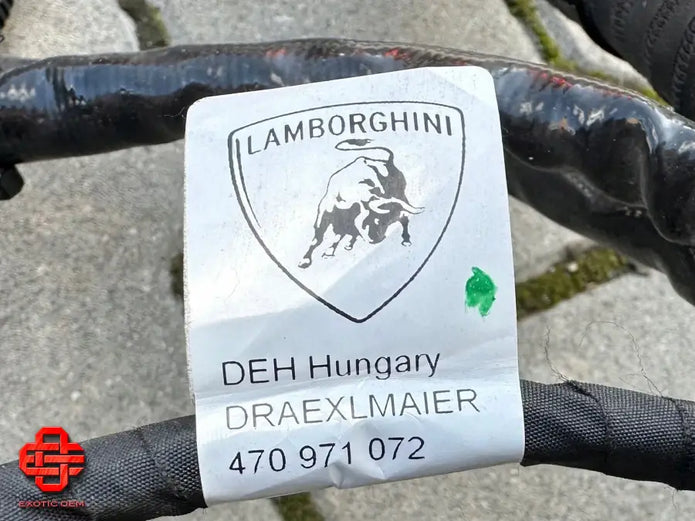 LAMBORGHINI
DEH Hungary
DRAEXLMAIER
470 971 072
EXOTIC OEM